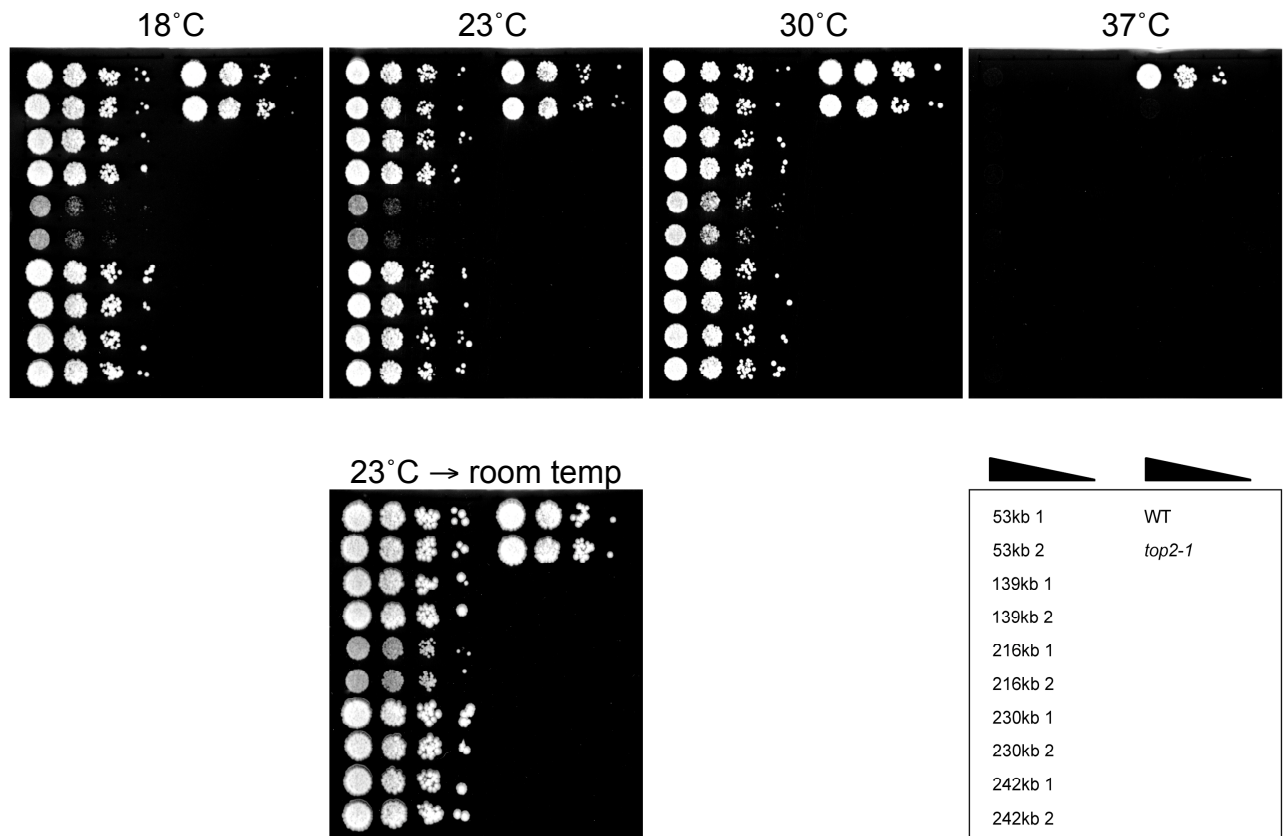 18˚C 23˚C 30˚C 37˚C
23˚C → room temp
53kb 1 WT
53kb 2 top2-1
139kb 1
139kb 2
216kb 1
216kb 2
230kb 1
230kb 2
242kb 1
242kb 2